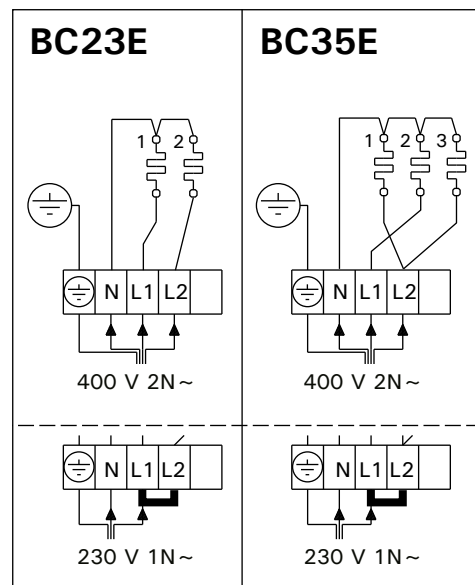 BC23E
1 2
N L1 L2
400 V 2N~
N L1 L2
230 V 1N~
BC35E
1 2 3
N L1 L2
400 V 2N~
N L1 L2
230 V 1N~